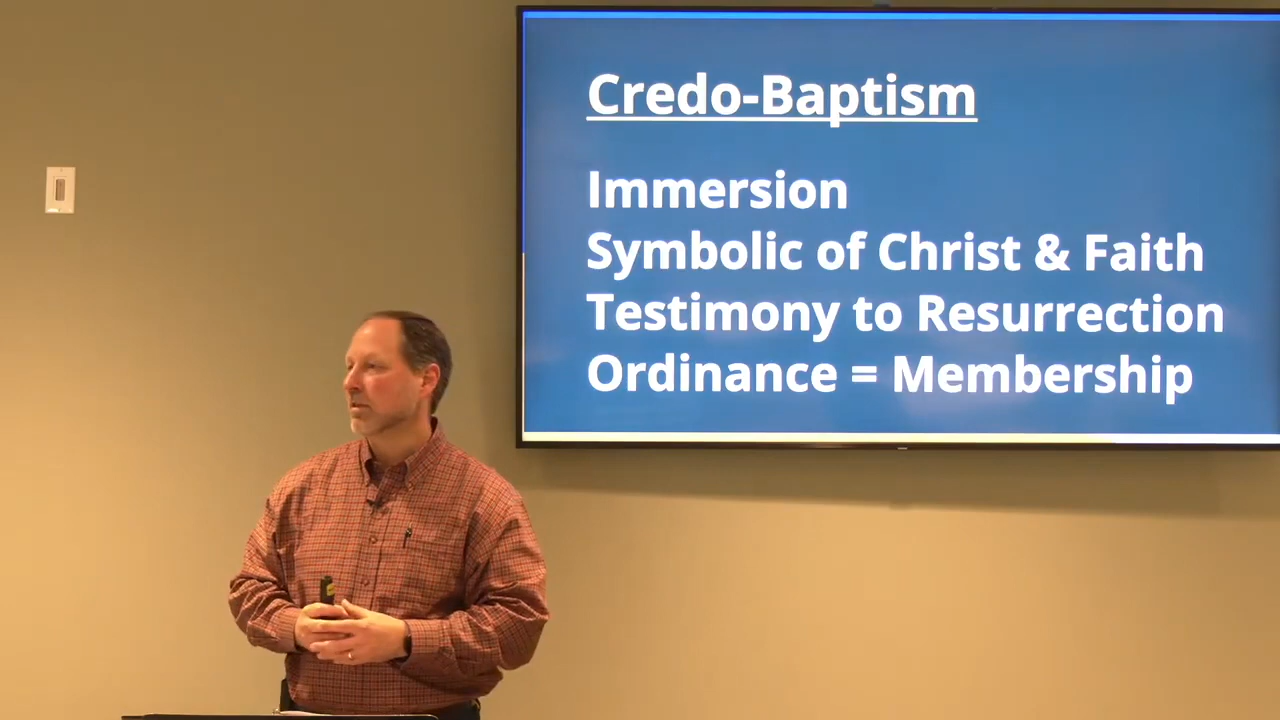 Credo-Baptism
Immersion
Symbolic of Christ & Faith
Testimony to Resurrection
Ordinance = Membership